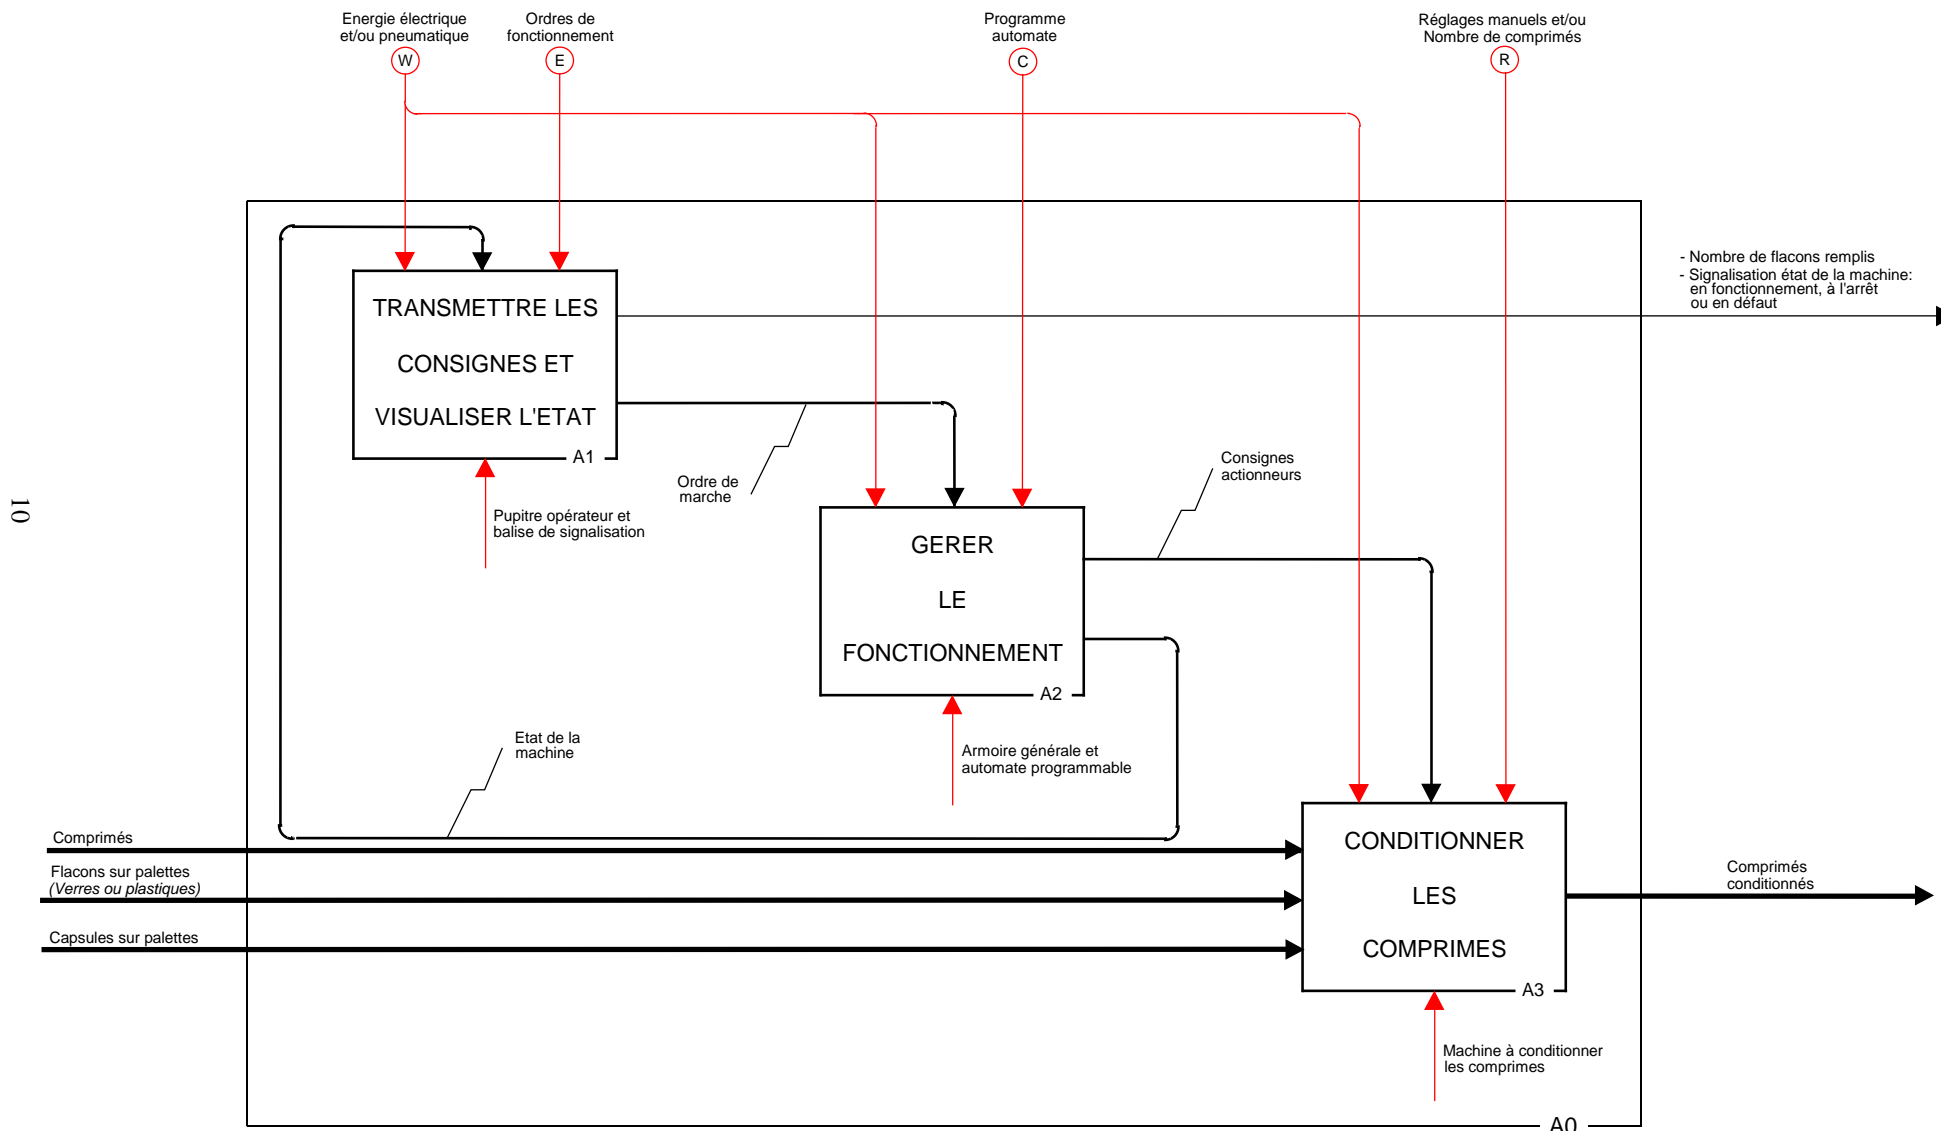 Energie électrique
et/ou pneumatique
W
Ordres de
fonctionnement
E
Programme
automate
C
Réglages manuels et/ou
Nombre de comprimés
R
- Nombre de flacons remplis
- Signalisation état de la machine:
en fonctionnement, à l'arrêt
ou en défaut
TRANSMETTRE LES
CONSIGNES ET
VISUALISER L'ETAT
A1
Ordre de
marche
Consignes
actionneurs
Pupitre opérateur et
balise de signalisation
10
GERER
LE
FONCTIONNEMENT
A2
Etat de la
machine
Armoire générale et
automate programmable
Comprimés
Flacons sur palettes
(Verres ou plastiques)
Capsules sur palettes
CONDITIONNER
LES
COMPRIMES
A3
Comprimés
conditionnés
Machine à conditionner
les comprimes
A0